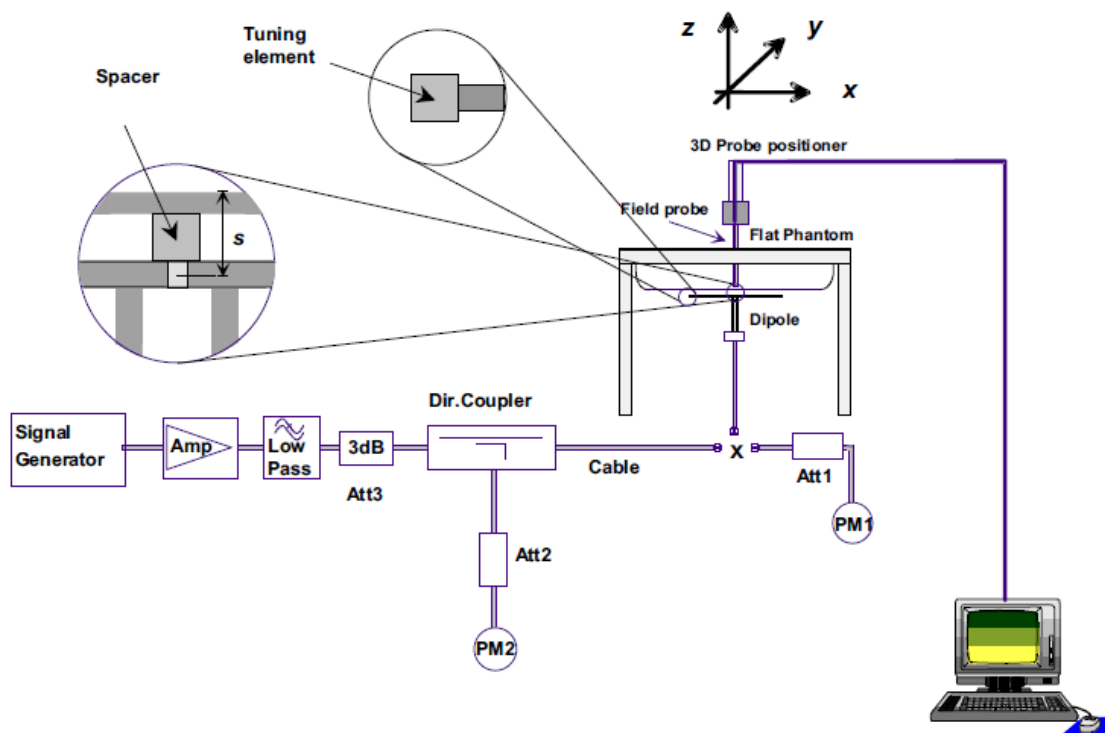 Tuning
element
z
y
x
Spacer
3D Probe positioner
Field probe
Flat Phantom
s
Dipole
Dir.Coupler
Signal
Generator
Amp
Low
Pass
3dB
Att3
Cable
x
Att1
PM1
Att2
PM2